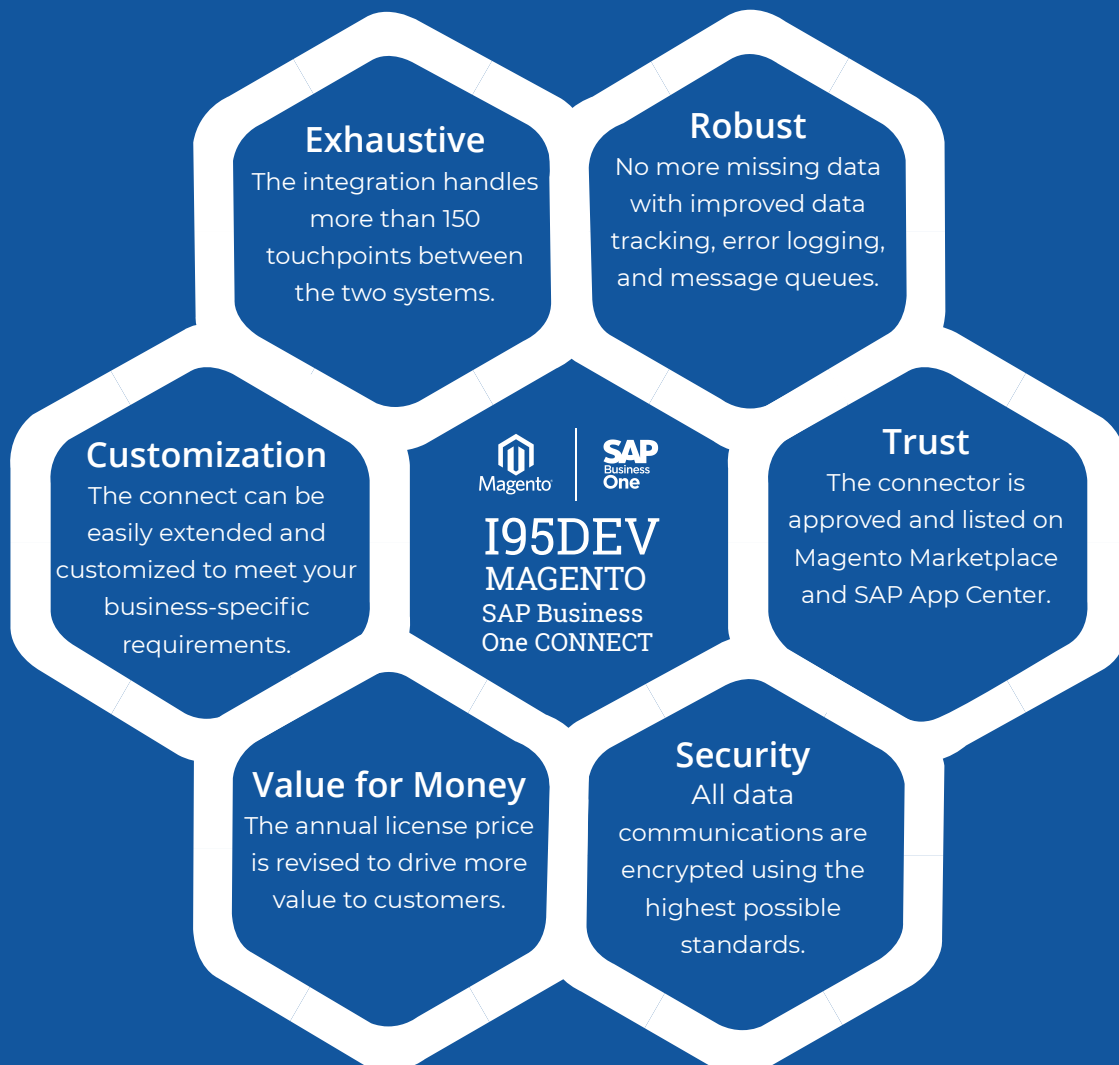 Exhaustive
The integration handles
more than 150
touchpoints between
the two systems.
Robust
No more missing data
with improved data
tracking, error logging,
and message queues.
Customization
The connect can be
easily extended and
customized to meet your
business-specific
requirements.
Magento
SAP
Business
One
I95DEV
MAGENTO
SAP Business
One CONNECT
Trust
The connector is
approved and listed on
Magento Marketplace
and SAP App Center.
Value for Money
The annual license price
is revised to drive more
value to customers.
Security
All data
communications are
encrypted using the
highest possible
standards.